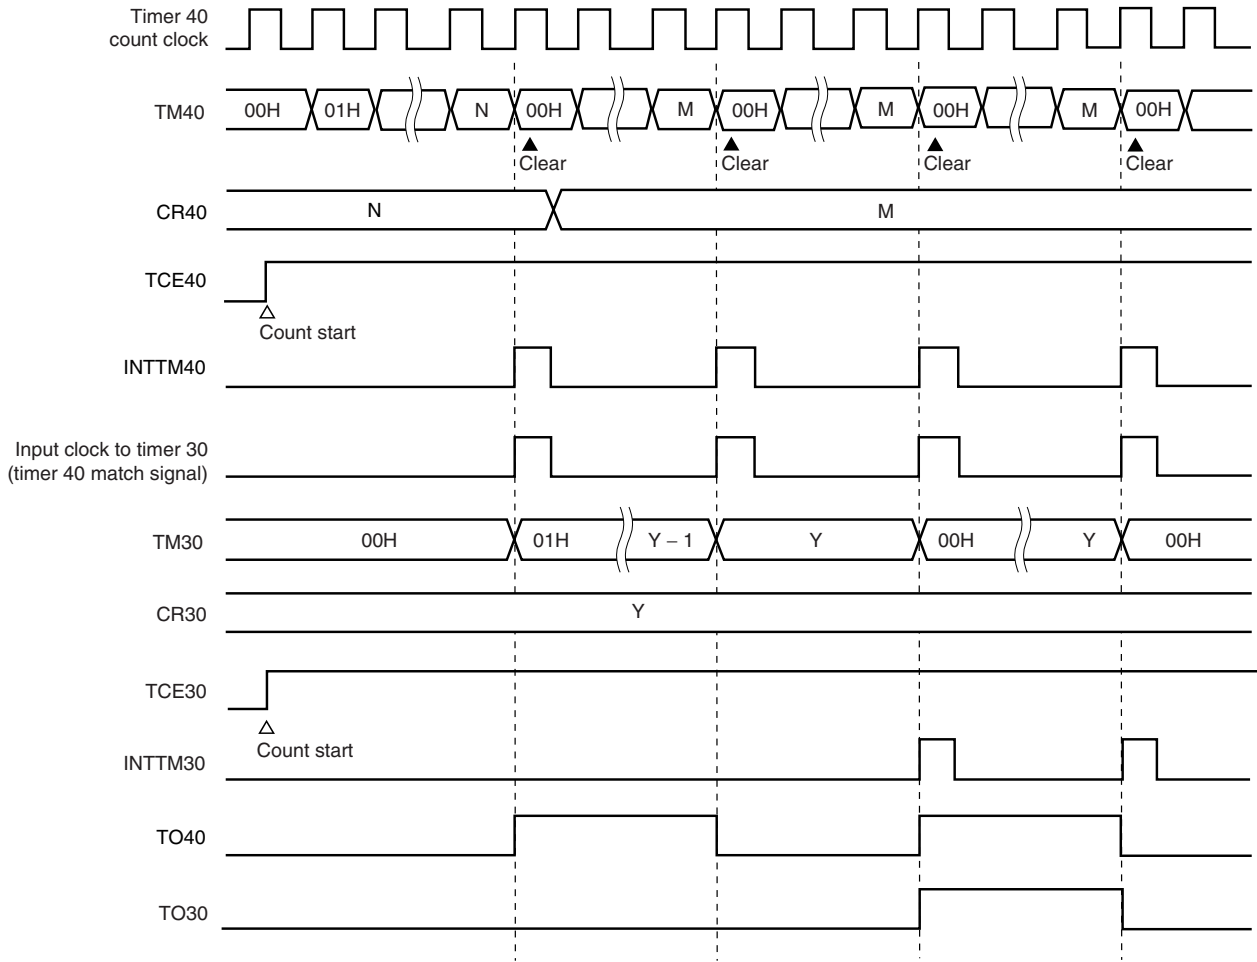 Timer 40
count clock
TM40 00H 01H N 00H M 00H M 00H M 00H
Clear Clear Clear Clear
CR40 N M
TCE40
Count start
INTTM40
Input clock to timer 30
(timer 40 match signal)
TM30 00H 01H Y – 1 Y 00H Y 00H
CR30 Y
TCE30
Count start
INTTM30
TO40
TO30